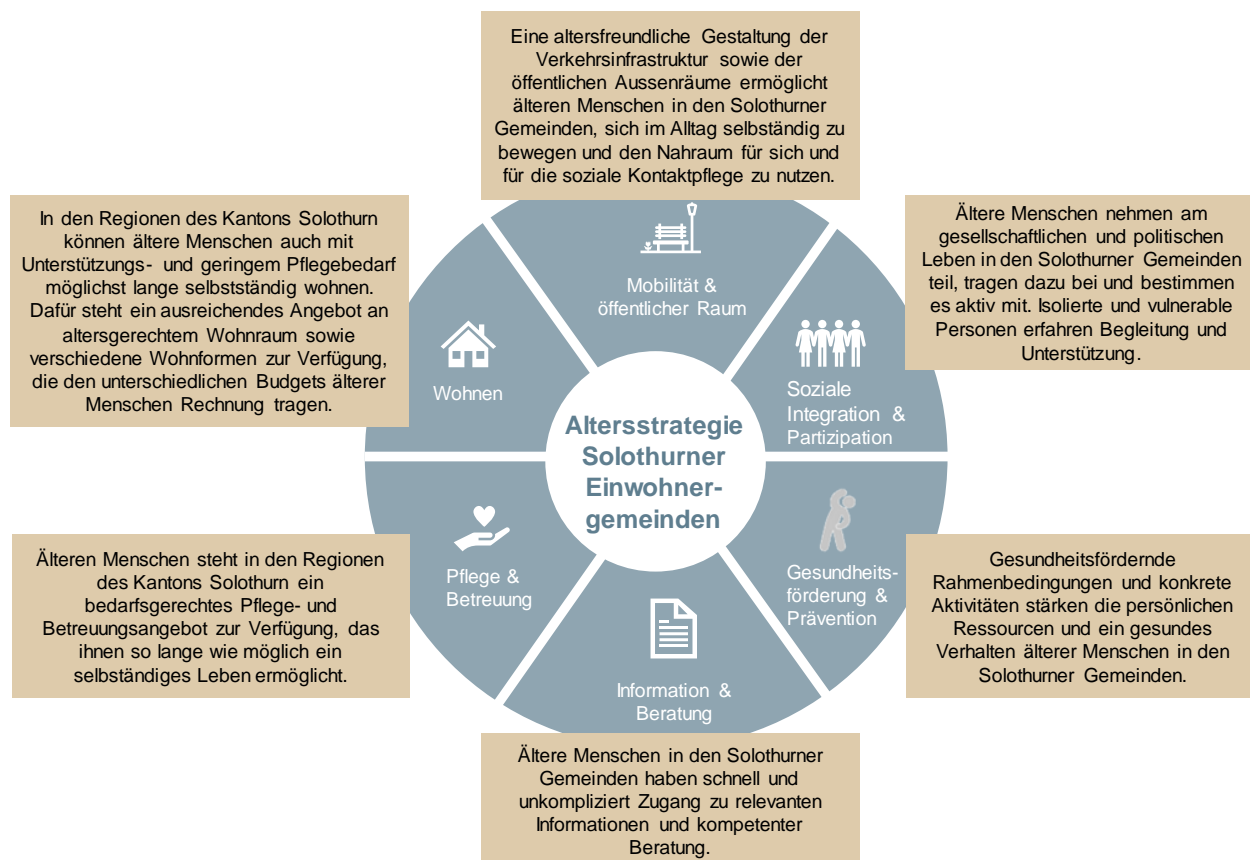 Eine altersfreundliche Gestaltung der
Verkehrsinfrastruktur sowie der
öffentlichen Aussenräume ermöglicht
älteren Menschen in den Solothurner
Gemeinden, sich im Alltag selbständig zu
bewegen und den Nahraum für sich und
für die soziale Kontaktpflege zu nutzen.
In den Regionen des Kantons Solothurn
können ältere Menschen auch mit
Unterstützungs- und geringem Pflegebedarf
möglichst lange selbstständig wohnen.
Dafür steht ein ausreichendes Angebot an
altersgerechtem Wohnraum sowie
verschiedene Wohnformen zur Verfügung,
die den unterschiedlichen Budgets älterer
Menschen Rechnung tragen.
Ältere Menschen nehmen am
gesellschaftlichen und politischen
Leben in den Solothurner Gemeinden
teil, tragen dazu bei und bestimmen
es aktiv mit. Isolierte und vulnerable
Personen erfahren Begleitung und
Unterstützung.
Mobilität &
öffentlicher Raum
Wohnen
Soziale
Integration &
Partizipation
Altersstrategie
Solothurner
Einwohner-
gemeinden
Pflege &
Betreuung
Gesundheits-
förderung &
Prävention
Information &
Beratung
Älteren Menschen steht in den Regionen
des Kantons Solothurn ein
bedarfsgerechtes Pflege- und
Betreuungsangebot zur Verfügung, das
ihnen so lange wie möglich ein
selbständiges Leben ermöglicht.
Gesundheitsfördernde
Rahmenbedingungen und konkrete
Aktivitäten stärken die persönlichen
Ressourcen und ein gesundes
Verhalten älterer Menschen in den
Solothurner Gemeinden.
Ältere Menschen in den Solothurner
Gemeinden haben schnell und
unkompliziert Zugang zu relevanten
Informationen und kompetenter
Beratung.